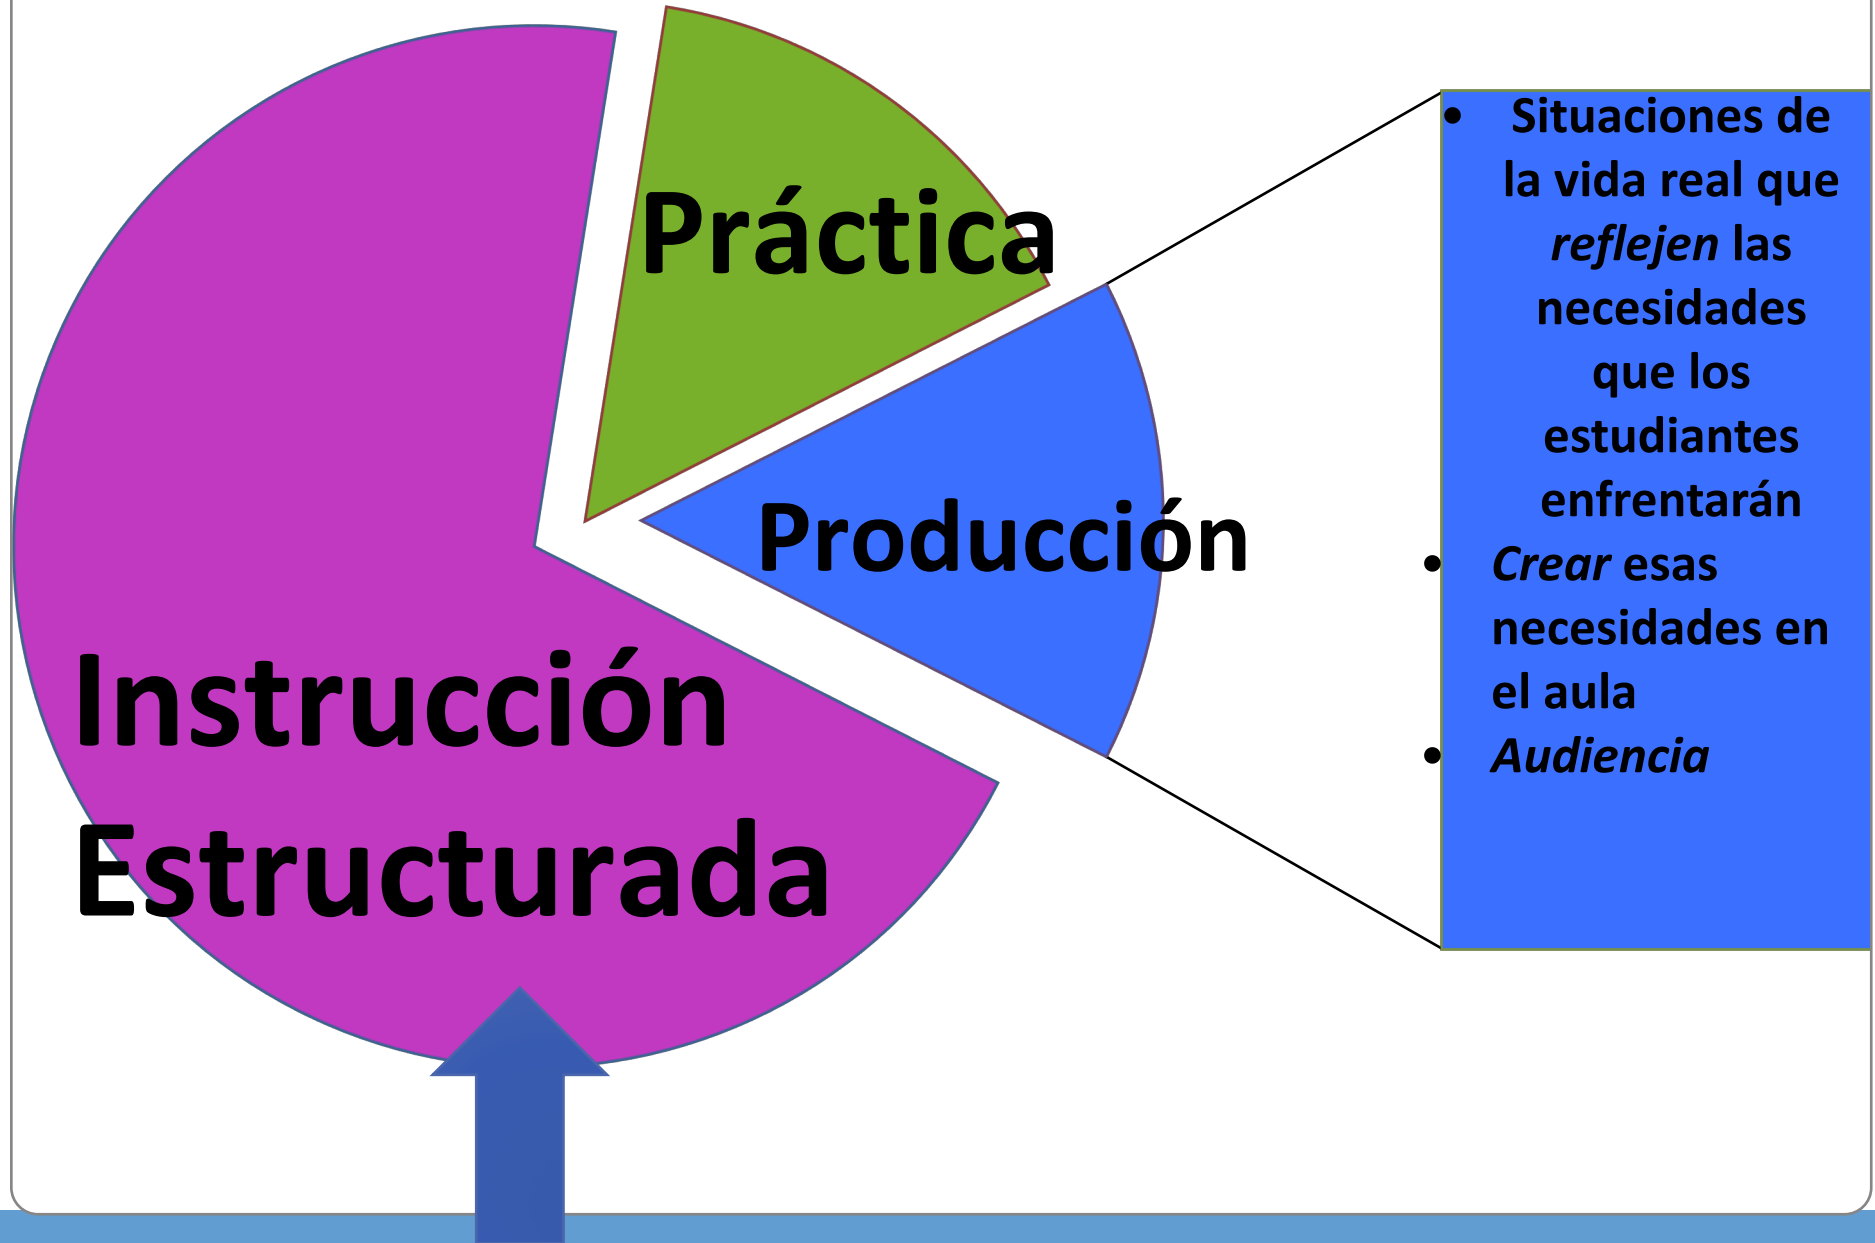 Práctica
Producción
Instrucción
Estructurada
• Situaciones de
la vida real que
reflejen las
necesidades
que los
estudiantes
enfrentarán
• Crear esas
necesidades en
el aula
• Audiencia